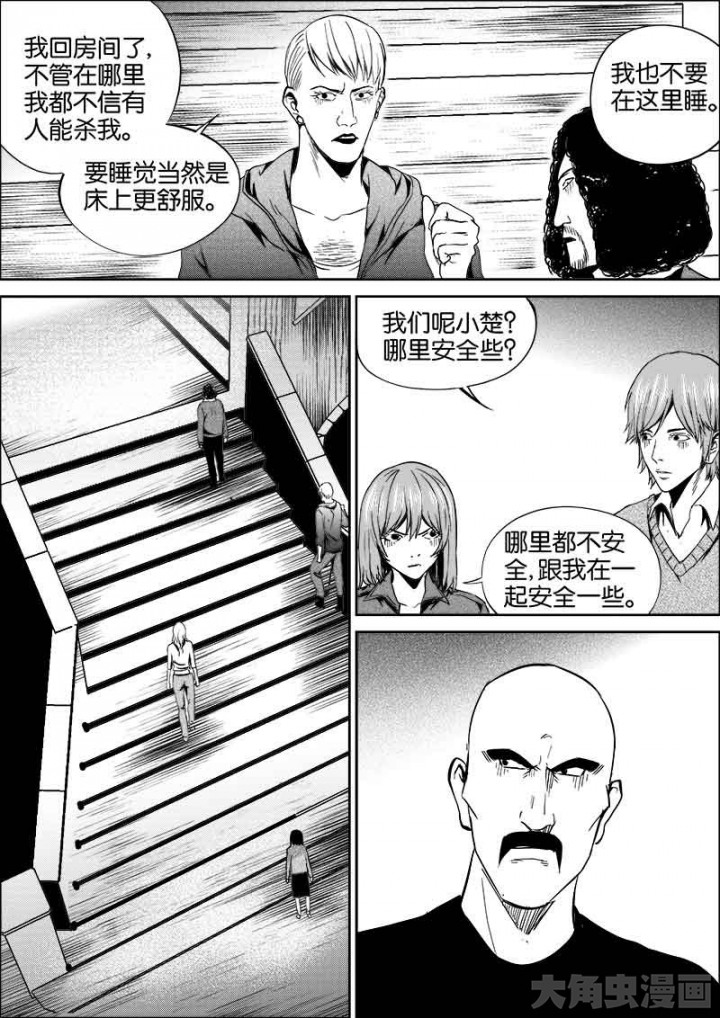 我回房间了,
不管在哪里
我都不信有
人能杀我。
要睡觉当然是
床上更舒服。
我也不要
在这里睡。
我们呢小楚?
哪里安全些?
哪里都不安
全,跟我在一
起安全一些。
大角虫漫画